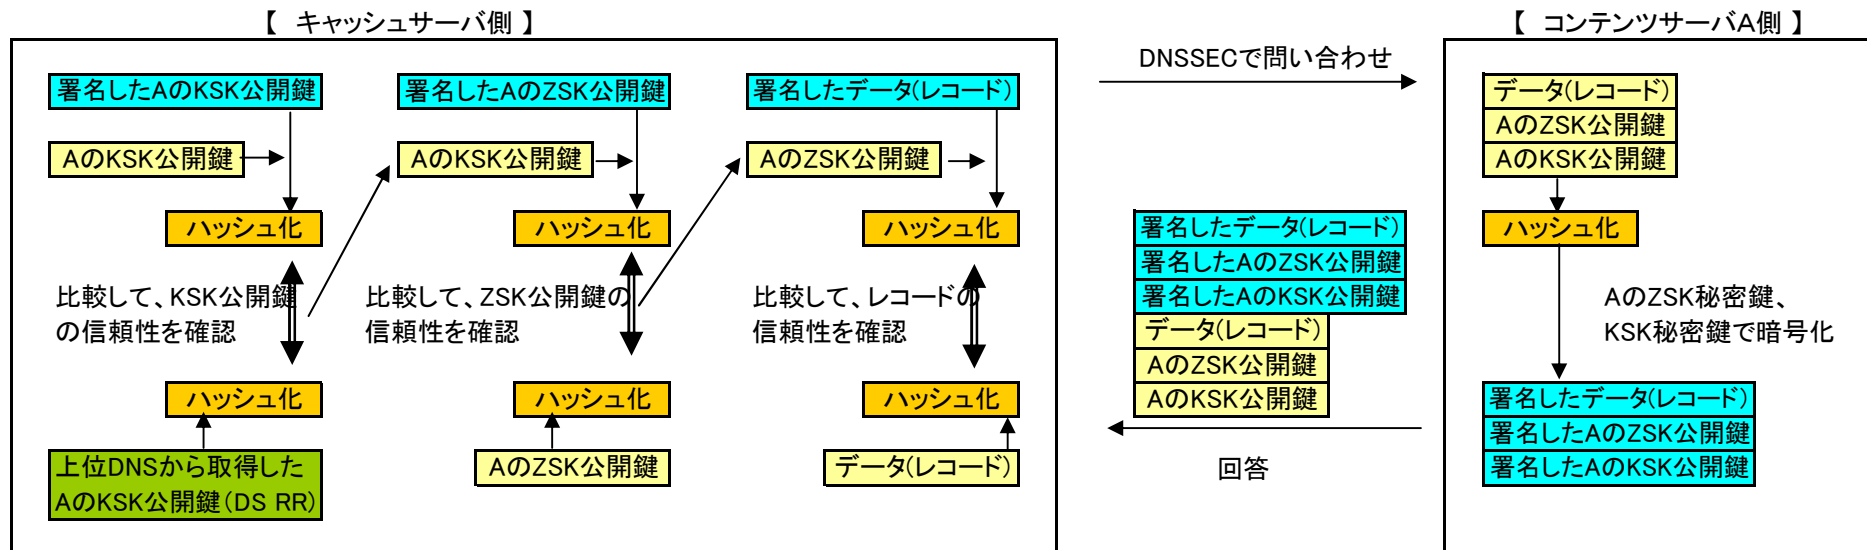 【 キャッシュサーバ側 】
署名したAのKSK公開鍵
AのKSK公開鍵
ハッシュ化
比較して、KSK公開鍵
の信頼性を確認
ハッシュ化
上位DNSから取得した
AのKSK公開鍵(DS RR)
署名したAのZSK公開鍵
AのKSK公開鍵
ハッシュ化
比較して、ZSK公開鍵の
信頼性を確認
ハッシュ化
AのZSK公開鍵
署名したデータ(レコード)
AのZSK公開鍵
ハッシュ化
比較して、レコードの
信頼性を確認
ハッシュ化
データ(レコード)
DNSSECで問い合わせ
署名したデータ(レコード)
署名したAのZSK公開鍵
署名したAのKSK公開鍵
データ(レコード)
AのZSK公開鍵
AのKSK公開鍵
回答
【 コンテンツサーバA側 】
データ(レコード)
AのZSK公開鍵
AのKSK公開鍵
ハッシュ化
AのZSK秘密鍵、
KSK秘密鍵で暗号化
署名したデータ(レコード)
署名したAのZSK公開鍵
署名したAのKSK公開鍵